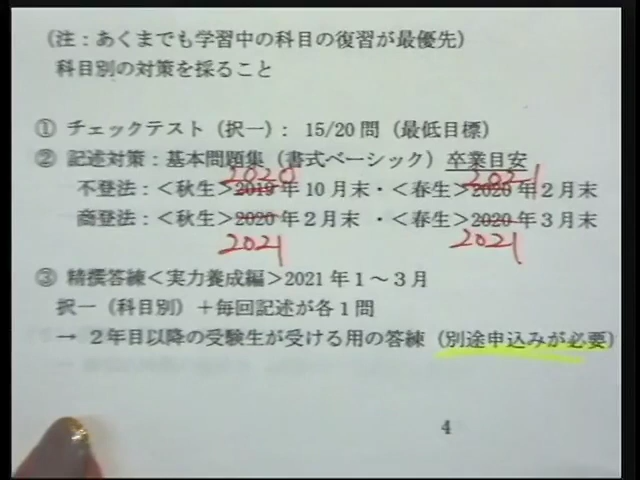 (注：あくまでも学習中の科目の復習が最優先)
科目別の対策を採ること
① チェックテスト（択一）：15/20問（最低目標）
② 記述対策：基本問題集（書式ベーシック）卒業目安
2020 2021
不登法：＜秋生＞2019年10月末・＜春生＞2020年2月末
商登法：＜秋生＞2020年2月末・＜春生＞2020年3月末
2021 2021
③ 精撰答練＜実力養成編＞2021年1～3月
択一（科目別）＋毎回記述が各1問
→ 2年目以降の受験生が受ける用の答練（別途申込みが必要）
4